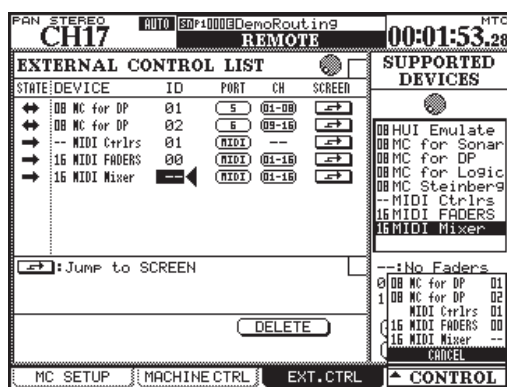 PAN STEREO
CH17
AUTO SDP1000BDemoRouting
REMOTE
MTC
00:01:53.28
EXTERNAL CONTROL LIST
STATE DEVICE ID PORT CH SCREEN
08 MC for DP 01 5 01-08
08 MC for DP 02 6 09-16
-- MIDI Ctrlrs 01 MIDI --
16 MIDI FADERS 00 MIDI 01-16
16 MIDI Mixer -- MIDI 01-16
:Jump to SCREEN
DELETE
SUPPORTED
DEVICES
08 HUI Emulate
08 MC for Sonar
08 MC for DP
08 MC for Logic
08 MC Steinberg
-- MIDI Ctrlrs
16 MIDI FADERS
16 MIDI Mixer
--:No Faders
08 MC for DP 01
08 MC for DP 02
MIDI Ctrlrs 01
16 MIDI FADERS 00
16 MIDI Mixer --
CANCEL
MC SETUP MACHINE CTRL EXT.CTRL CONTROL